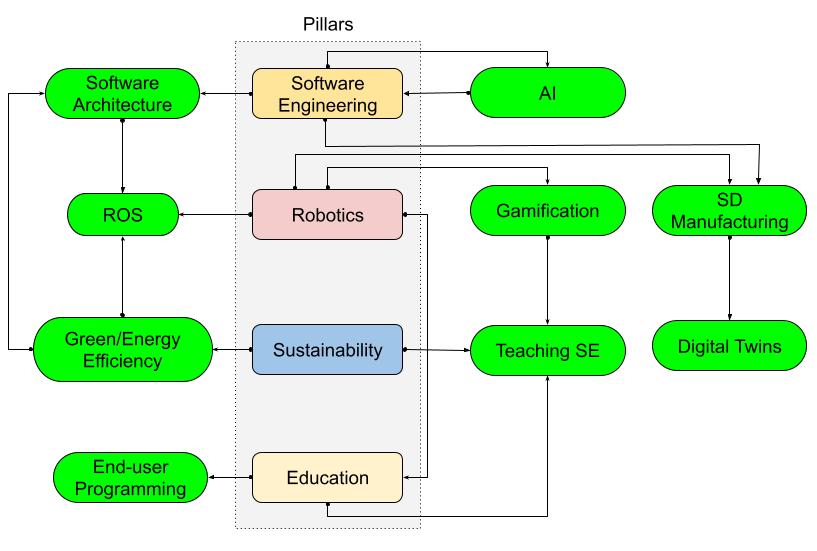 Pillars
Software
Architecture
Software
Engineering
AI
ROS
Robotics
Gamification
SD
Manufacturing
Green/Energy
Efficiency
Sustainability
Teaching SE
Digital Twins
End-user
Programming
Education